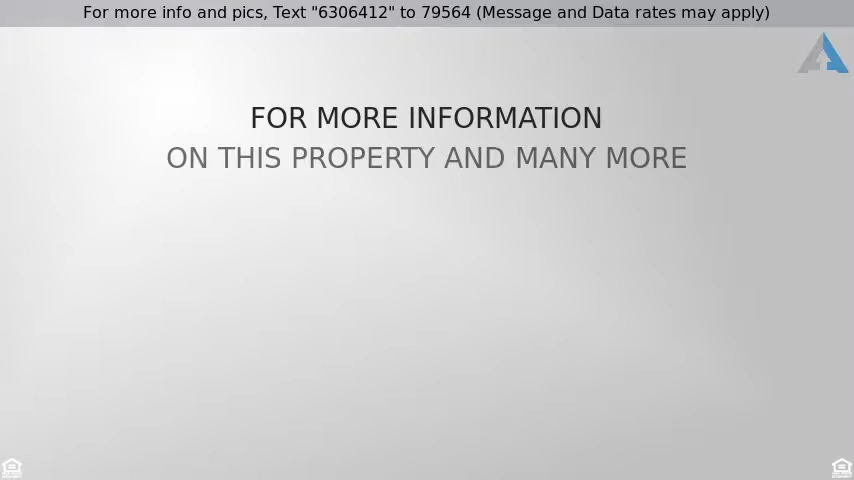 For more info and pics, Text "6306412" to 79564 (Message and Data rates may apply)
FOR MORE INFORMATION
ON THIS PROPERTY AND MANY MORE